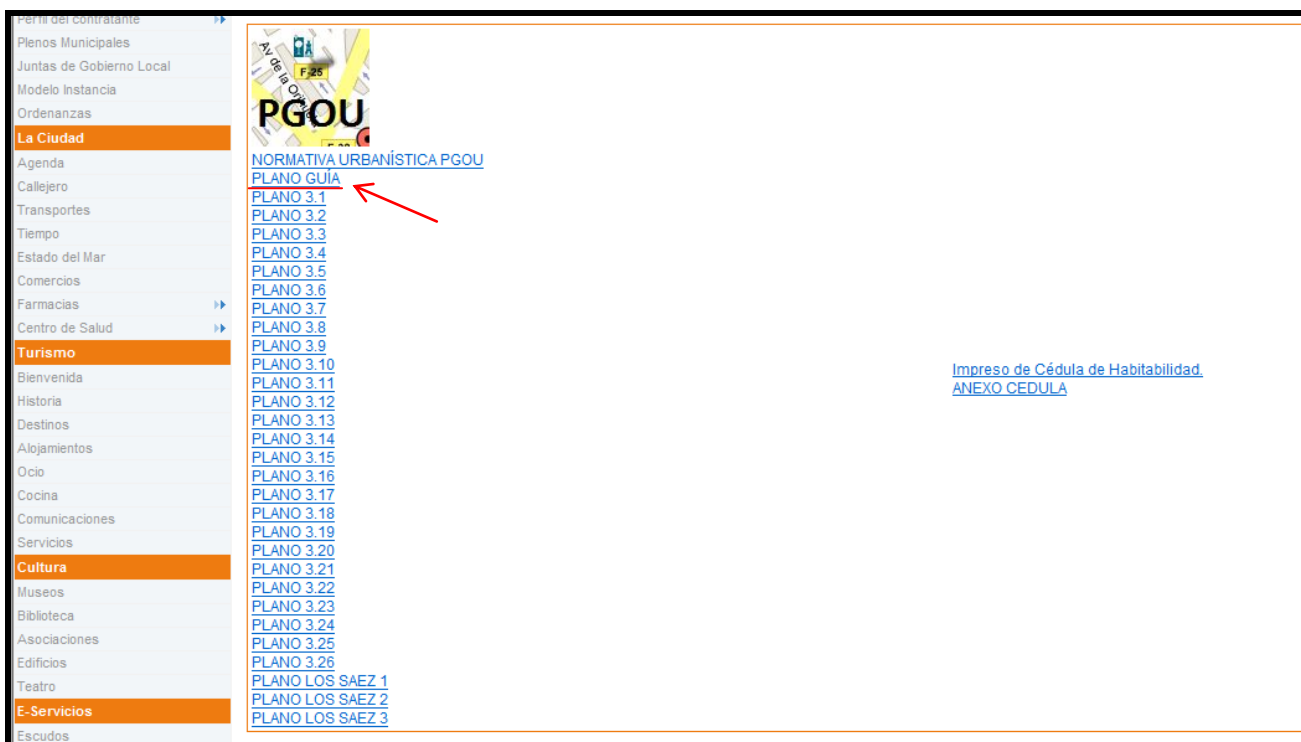 Perfil del contratante
Plenos Municipales
Juntas de Gobierno Local
Modelo Instancia
Ordenanzas
La Ciudad
Agenda
Callejero
Transportes
Tiempo
Estado del Mar
Comercios
Farmacias
Centro de Salud
Turismo
Bienvenida
Historia
Destinos
Alojamientos
Ocio
Cocina
Comunicaciones
Servicios
Cultura
Museos
Biblioteca
Asociaciones
Edificios
Teatro
E-Servicios
Escudos
Av de la
F-25
PGOU
NORMATIVA URBANÍSTICA PGOU
PLANO GUÍA
PLANO 3.1
PLANO 3.2
PLANO 3.3
PLANO 3.4
PLANO 3.5
PLANO 3.6
PLANO 3.7
PLANO 3.8
PLANO 3.9
PLANO 3.10
PLANO 3.11
PLANO 3.12
PLANO 3.13
PLANO 3.14
PLANO 3.15
PLANO 3.16
PLANO 3.17
PLANO 3.18
PLANO 3.19
PLANO 3.20
PLANO 3.21
PLANO 3.22
PLANO 3.23
PLANO 3.24
PLANO 3.25
PLANO 3.26
PLANO LOS SAEZ 1
PLANO LOS SAEZ 2
PLANO LOS SAEZ 3
Impreso de Cédula de Habitabilidad.
ANEXO CEDULA